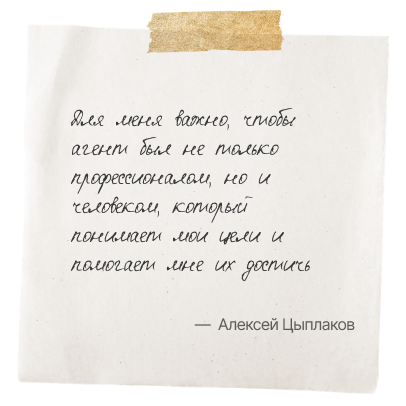 Для меня важно, чтобы
агент был не только
профессионалом, но и
человеком, который
понимает мои цели и
помогает мне их достичь
— Алексей Цыплаков